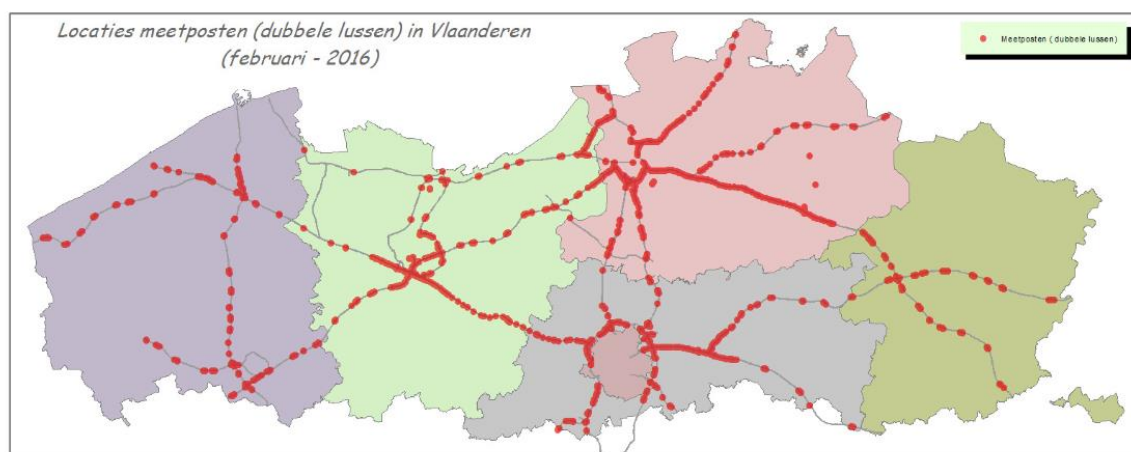 Locaties meetposten (dubbele lussen) in Vlaanderen
(februari - 2016)
Meetposten ( dubbele lussen)